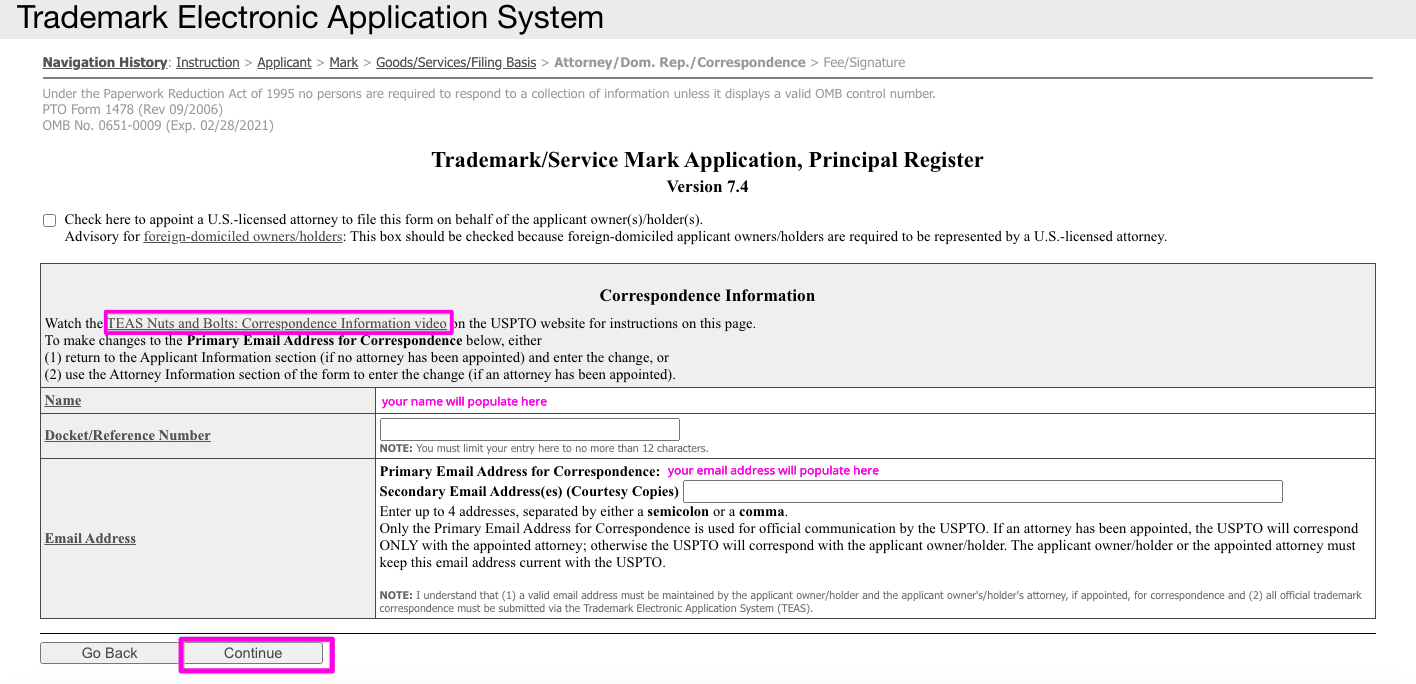 Trademark Electronic Application System
Navigation History: Instruction > Applicant > Mark > Goods/Services/Filing Basis > Attorney/Dom. Rep./Correspondence > Fee/Signature
Under the Paperwork Reduction Act of 1995 no persons are required to respond to a collection of information unless it displays a valid OMB control number.
PTO Form 1478 (Rev 09/2006)
OMB No. 0651-0009 (Exp. 02/28/2021)
Trademark/Service Mark Application, Principal Register
Version 7.4
Check here to appoint a U.S.-licensed attorney to file this form on behalf of the applicant owner(s)/holder(s).
Advisory for foreign-domiciled owners/holders: This box should be checked because foreign-domiciled applicant owners/holders are required to be represented by a U.S.-licensed attorney.
Correspondence Information
Watch the TEAS Nuts and Bolts: Correspondence Information video on the USPTO website for instructions on this page.
To make changes to the Primary Email Address for Correspondence below, either
(1) return to the Applicant Information section (if no attorney has been appointed) and enter the change, or
(2) use the Attorney Information section of the form to enter the change (if an attorney has been appointed).
Name
your name will populate here
Docket/Reference Number
NOTE: You must limit your entry here to no more than 12 characters.
Email Address
Primary Email Address for Correspondence: your email address will populate here
Secondary Email Address(es) (Courtesy Copies)
Enter up to 4 addresses, separated by either a semicolon or a comma.
Only the Primary Email Address for Correspondence is used for official communication by the USPTO. If an attorney has been appointed, the USPTO will correspond
ONLY with the appointed attorney; otherwise the USPTO will correspond with the applicant owner/holder. The applicant owner/holder or the appointed attorney must
keep this email address current with the USPTO.
NOTE: I understand that (1) a valid email address must be maintained by the applicant owner/holder and the applicant owner's/holder's attorney, if appointed, for correspondence and (2) all official trademark
correspondence must be submitted via the Trademark Electronic Application System (TEAS).
Go Back
Continue